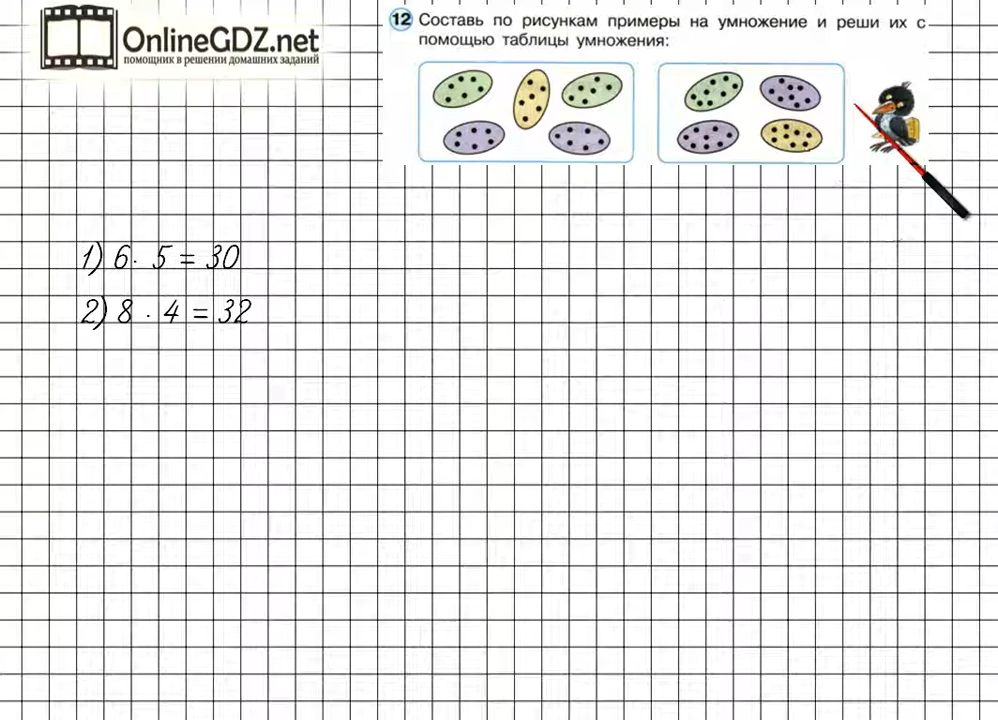 OnlineGDZ.net
помощник в решении домашних заданий
12 Составь по рисункам примеры на умножение и реши их с
помощью таблицы умножения:
1) 6 · 5 = 30
2) 8 · 4 = 32